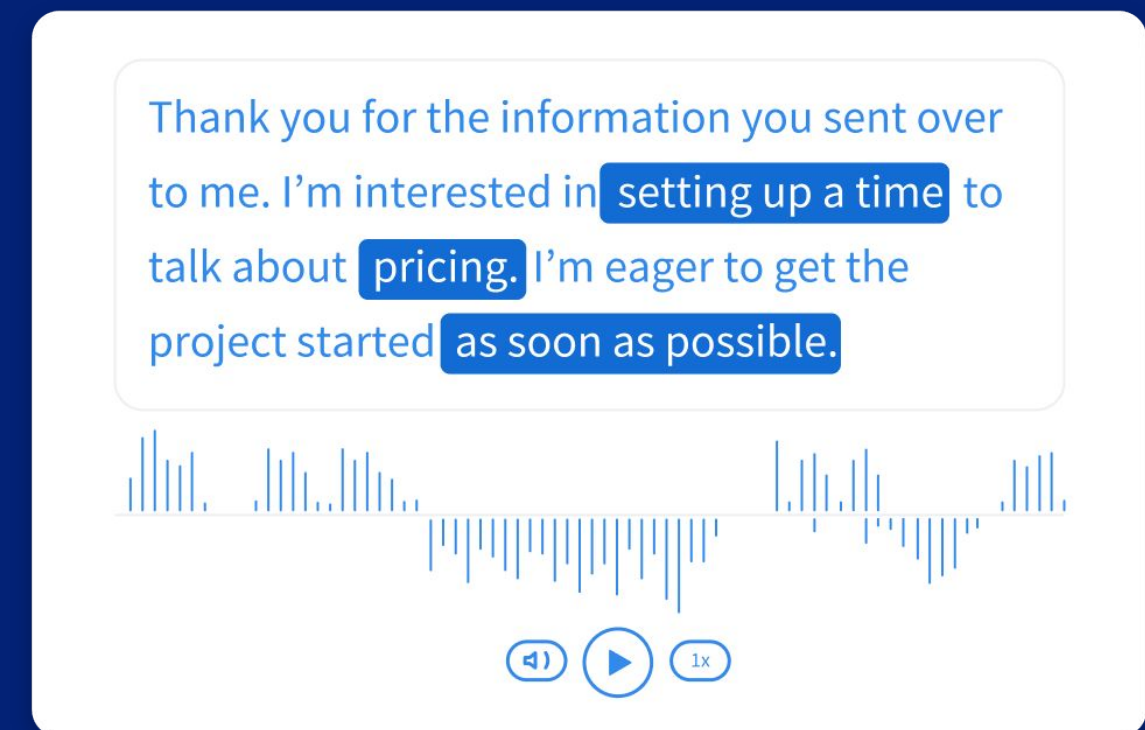 Thank you for the information you sent over
to me. I’m interested in setting up a time to
talk about pricing. I’m eager to get the
project started as soon as possible.
1x